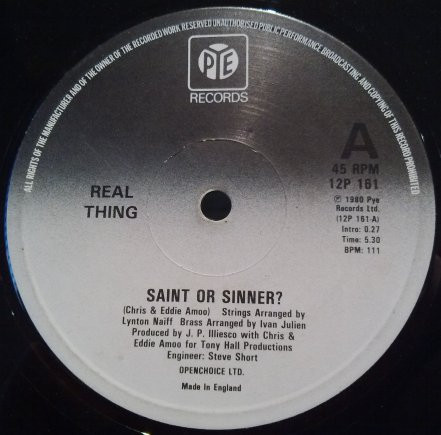 ALL RIGHTS OF THE MANUFACTURER AND OF THE OWNER OF THE RECORDED WORK RESERVED UNAUTHORISED PUBLIC PERFORMANCE BROADCASTING AND COPYING OF THIS RECORD PROHIBITED
PYE
RECORDS
A
45 RPM
12P 161
REAL
THING
℗ 1980 Pye
Records Ltd.
(12P 161-A)
Intro: 0.27
Time: 5.30
BPM: 111
SAINT OR SINNER?
(Chris & Eddie Amoo) Strings Arranged by
Lynton Naiff Brass Arranged by Ivan Julien
Produced by J. P. Illiesco with Chris &
Eddie Amoo for Tony Hall Productions
Engineer: Steve Short
OPENCHOICE LTD.
Made in England